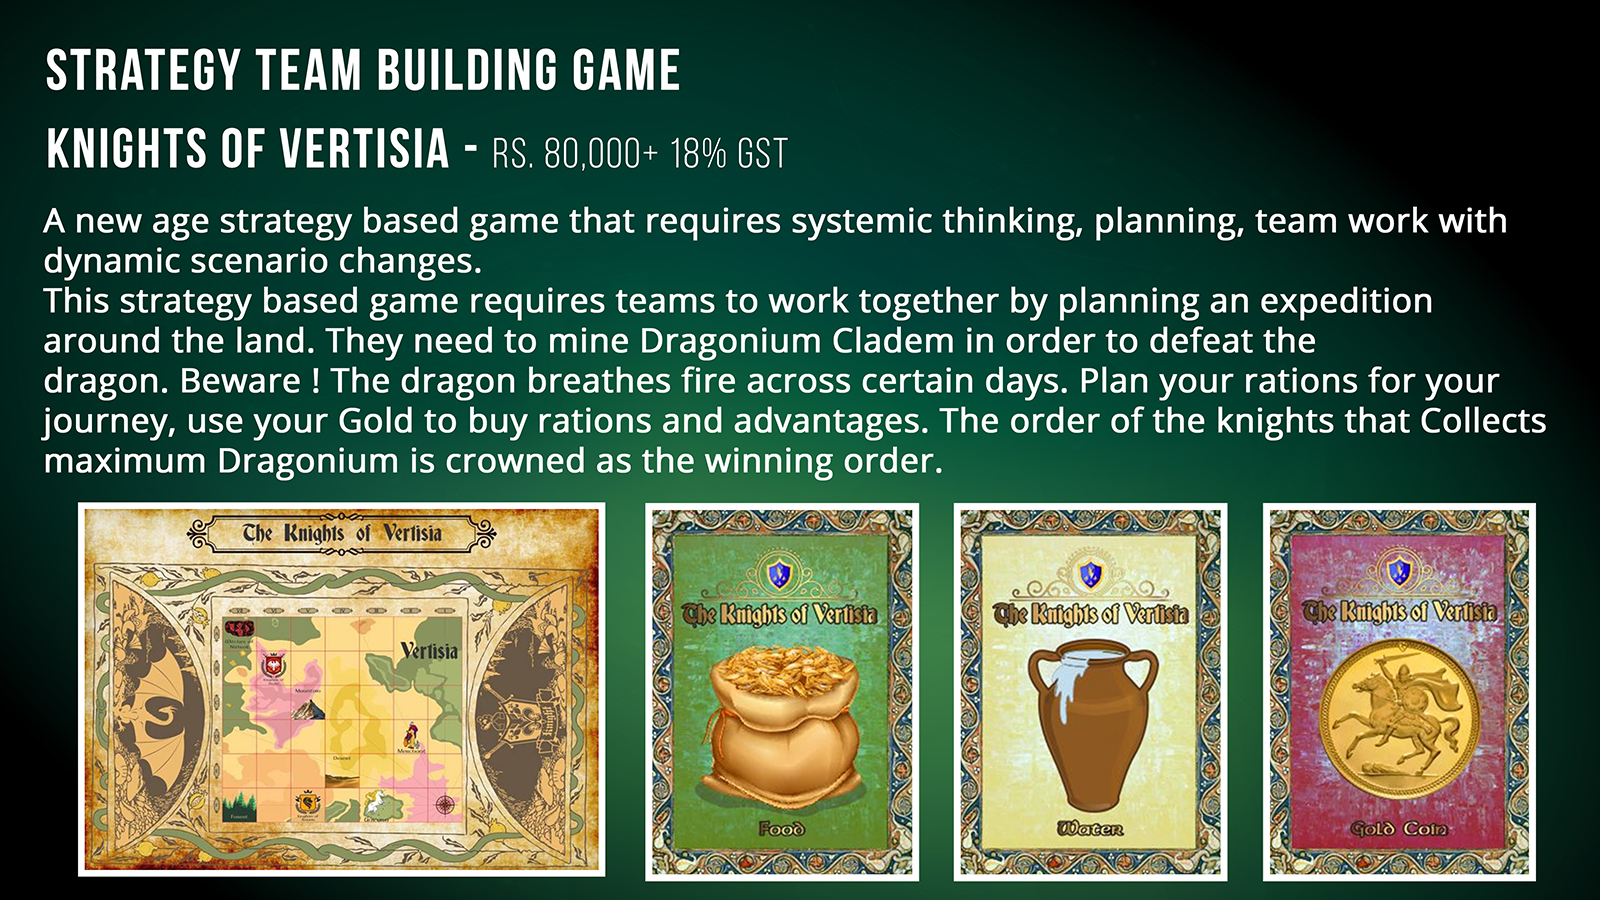 STRATEGY TEAM BUILDING GAME
KNIGHTS OF VERTISIA - RS. 80,000+ 18% GST
A new age strategy based game that requires systemic thinking, planning, team work with
dynamic scenario changes.
This strategy based game requires teams to work together by planning an expedition
around the land. They need to mine Dragonium Cladem in order to defeat the
dragon. Beware ! The dragon breathes fire across certain days. Plan your rations for your
journey, use your Gold to buy rations and advantages. The order of the knights that Collects
maximum Dragonium is crowned as the winning order.
The Knights of Vertisia
Vertisia
Mountains
Merchant
Desert
Forest
The Knights of Vertisia
Food
The Knights of Vertisia
Water
The Knights of Vertisia
Gold Coin